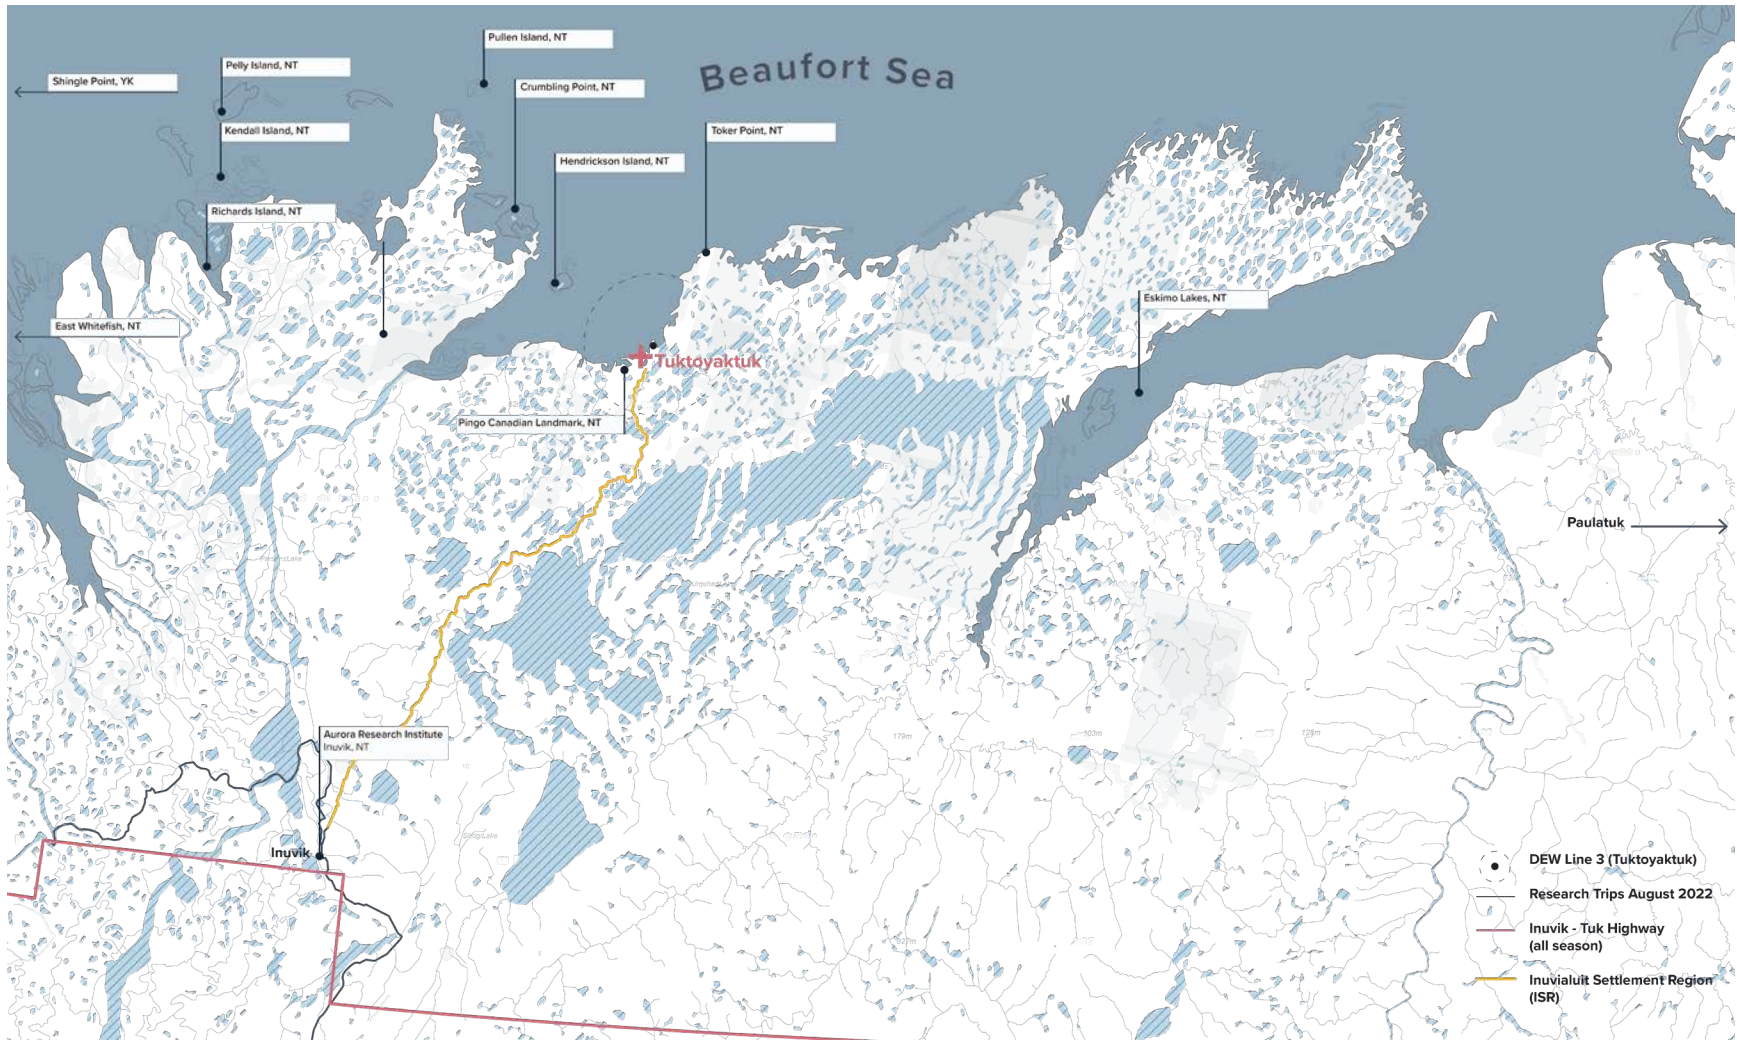 Pullen Island, NT
Pelly Island, NT
Shingle Point, YK
Crumbling Point, NT
Beaufort Sea
Kendall Island, NT
Toker Point, NT
Hendrickson Island, NT
Richards Island, NT
Eskimo Lakes, NT
East Whitefish, NT
Tuktoyaktuk
Pingo Canadian Landmark, NT
Paulatuk
Aurora Research Institute
Inuvik, NT
179m
103m
Inuvik
DEW Line 3 (Tuktoyaktuk)
Research Trips August 2022
Inuvik - Tuk Highway
(all season)
Inuvialuit Settlement Region
(ISR)